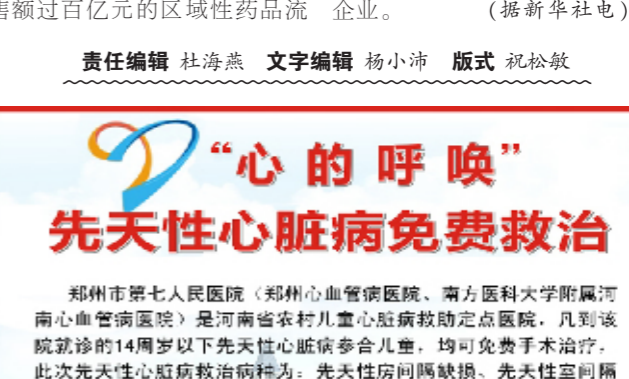 售额过百亿元的区域性药品流 企业。 (据新华社电)
责任编辑 杜海燕 文字编辑 杨小沛 版式 祝松敏
“心的呼唤”
先天性心脏病免费救治
郑州市第七人民医院（郑州心血管病医院、南方医科大学附属河
南心血管病医院）是河南省农村儿童心脏病救助定点医院，凡到该
院就诊的14周岁以下先天性心脏病参合儿童，均可免费手术治疗。
此次先天性心脏病救治病种为：先天性房间隔缺损、先天性室间隔